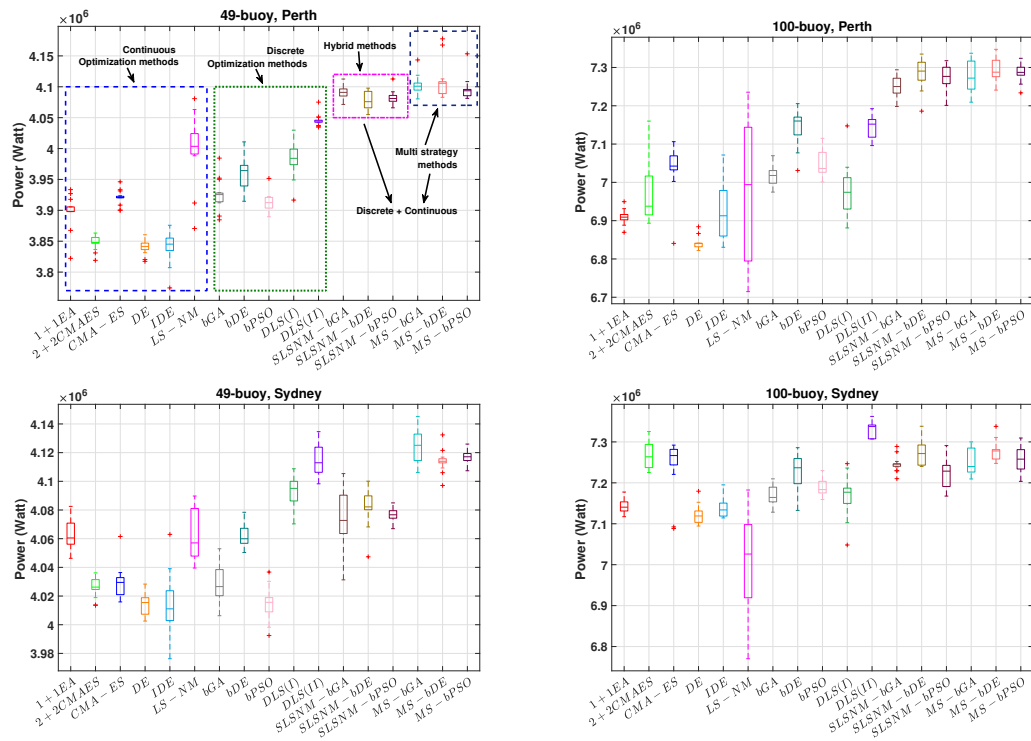 49-buoy, Perth
×10⁶
4.15
4.1
4.05
4
3.95
3.9
3.85
3.8
Power (Watt)
Continuous
Optimization methods
Discrete
Optimization methods
Hybrid methods
Multi strategy
methods
Discrete + Continuous
1+1EA
2+2CMAES
CMA−ES
DE
IDE
LS−NM
bGA
bDE
bPSO
DLS(I)
DLS(II)
SLSNM−bGA
SLSNM−bDE
SLSNM−bPSO
MS−bGA
MS−bDE
MS−bPSO
100-buoy, Perth
×10⁶
7.3
7.2
7.1
7
6.9
6.8
6.7
Power (Watt)
1+1EA
2+2CMAES
CMA−ES
DE
IDE
LS−NM
bGA
bDE
bPSO
DLS(I)
DLS(II)
SLSNM−bGA
SLSNM−bDE
SLSNM−bPSO
MS−bGA
MS−bDE
MS−bPSO
49-buoy, Sydney
×10⁶
4.14
4.12
4.1
4.08
4.06
4.04
4.02
4
3.98
Power (Watt)
1+1EA
2+2CMAES
CMA−ES
DE
IDE
LS−NM
bGA
bDE
bPSO
DLS(I)
DLS(II)
SLSNM−bGA
SLSNM−bDE
SLSNM−bPSO
MS−bGA
MS−bDE
MS−bPSO
100-buoy, Sydney
×10⁶
7.3
7.2
7.1
7
6.9
6.8
Power (Watt)
1+1EA
2+2CMAES
CMA−ES
DE
IDE
LS−NM
bGA
bDE
bPSO
DLS(I)
DLS(II)
SLSNM−bGA
SLSNM−bDE
SLSNM−bPSO
MS−bGA
MS−bDE
MS−bPSO